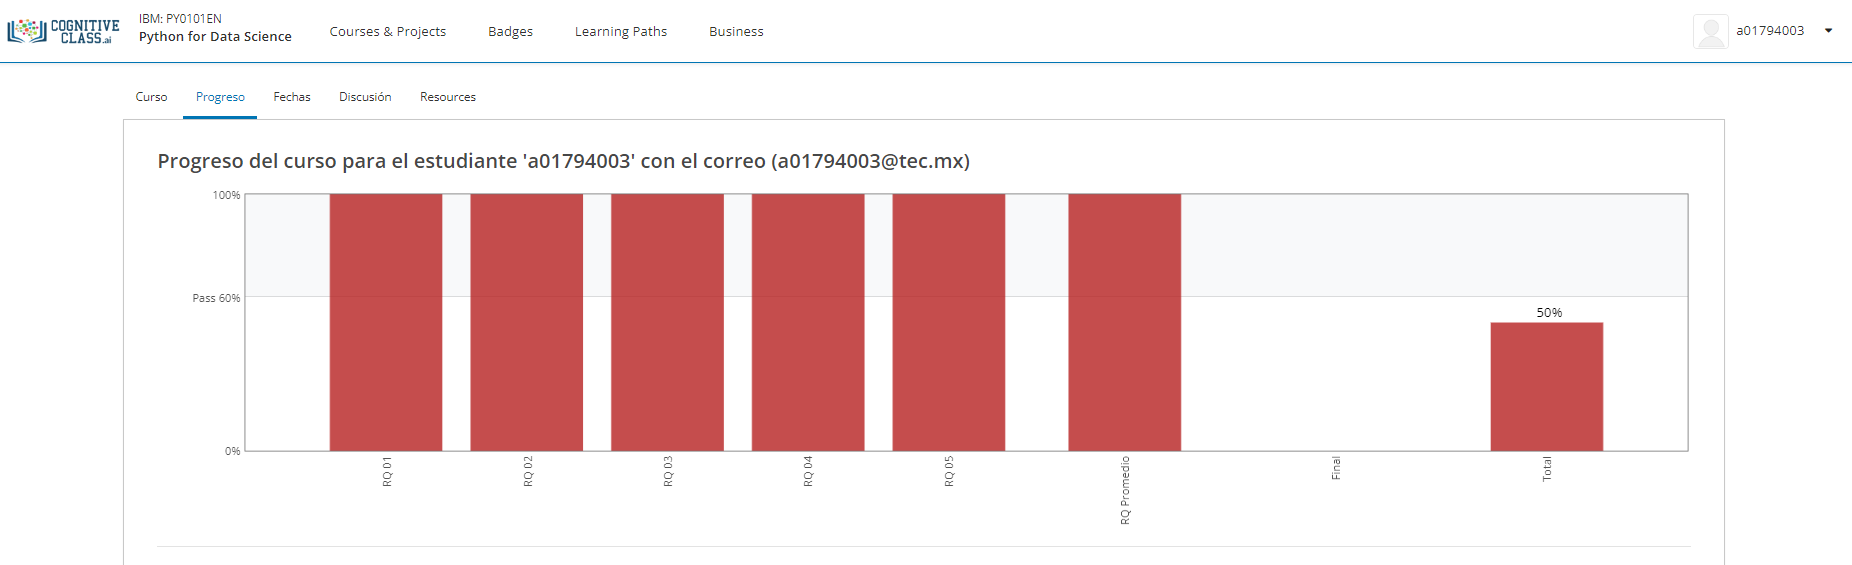 COGNITIVE
CLASS.ai
IBM: PY0101EN
Python for Data Science
Courses & Projects
Badges
Learning Paths
Business
a01794003
Curso
Progreso
Fechas
Discusión
Resources
Progreso del curso para el estudiante 'a01794003' con el correo (a01794003@tec.mx)
100%
Pass 60%
0%
50%
RQ 01
RQ 02
RQ 03
RQ 04
RQ 05
RQ Promedio
Final
Total